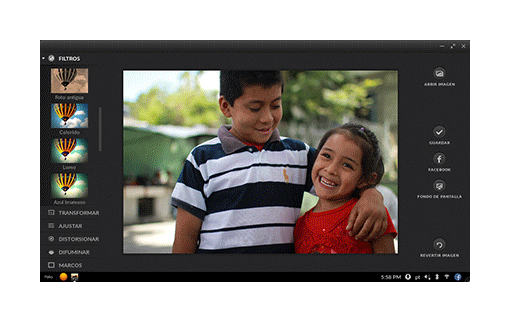 FILTROS
Foto antigua
Colorido
Lomo
Azul brumoso
TRANSFORMAR
AJUSTAR
DISTORSIONAR
DIFUMINAR
MARCOS
ABRIR IMAGEN
GUARDAR
FACEBOOK
FONDO DE PANTALLA
REVERTIR IMAGEN
5:58 PM
pt